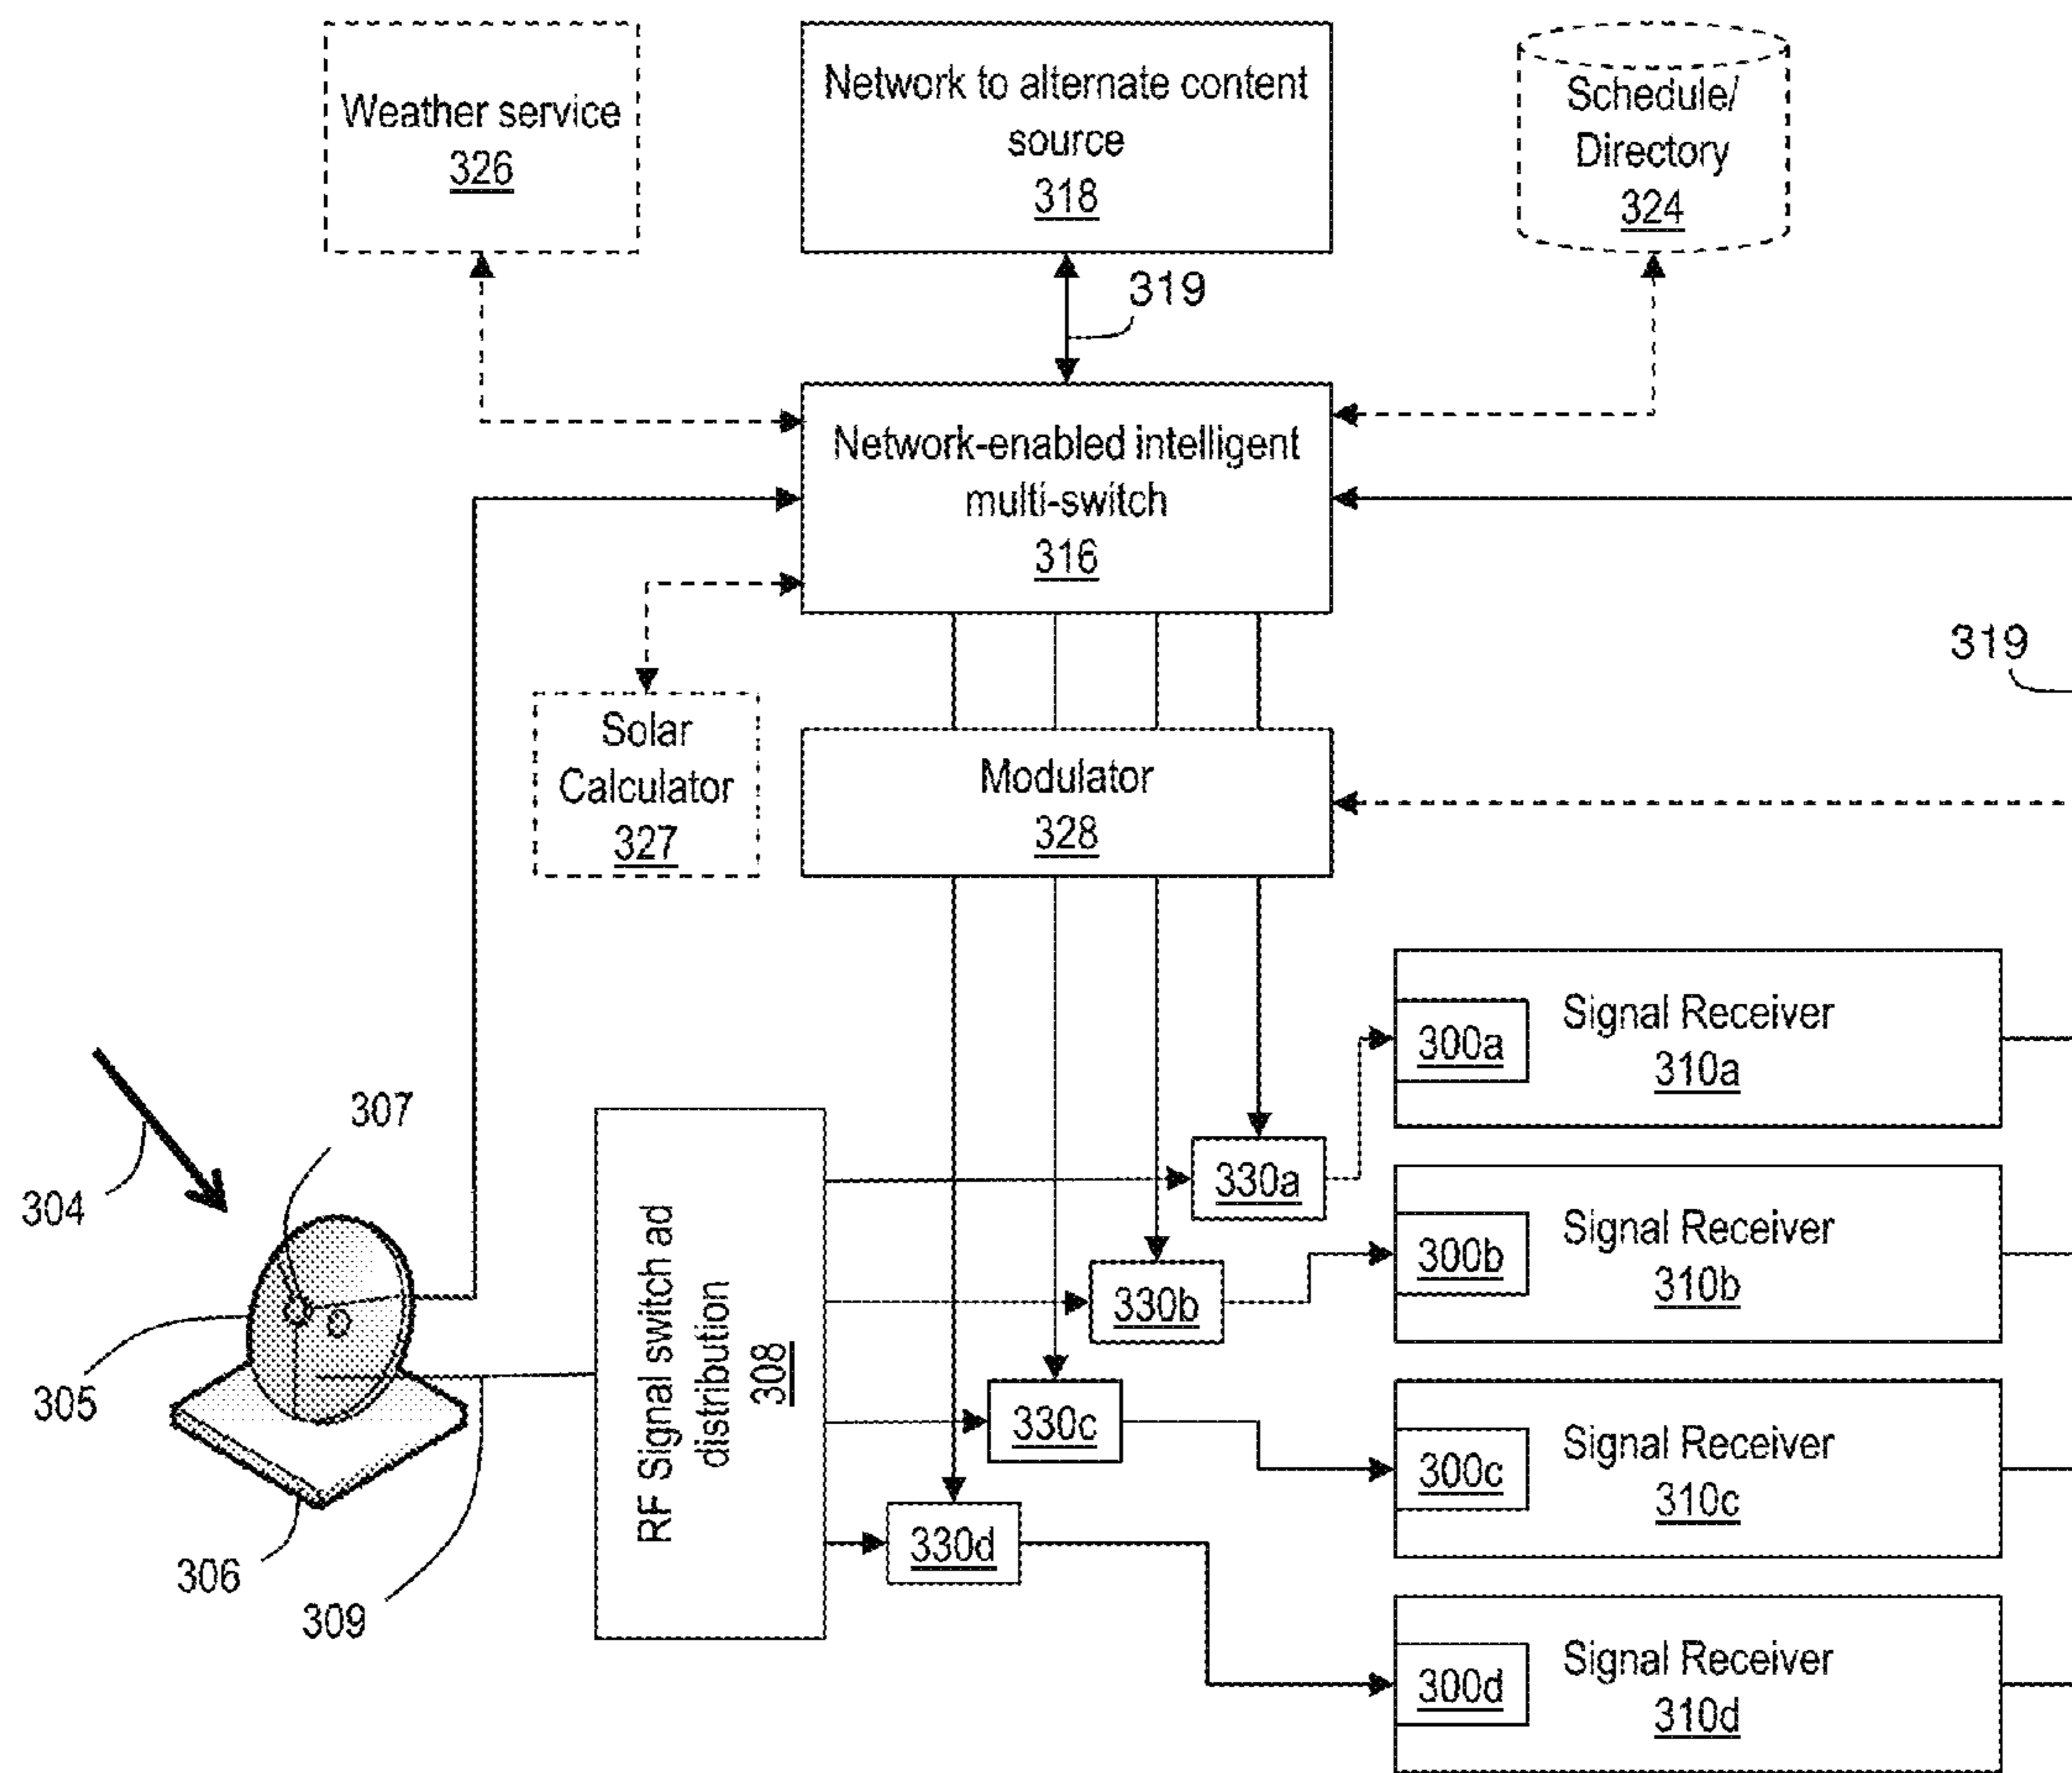 Weather service
326
Network to alternate content
source
318
Schedule/
Directory
324
319
Network-enabled intelligent
multi-switch
316
319
Solar
Calculator
327
Modulator
328
300a
Signal Receiver
310a
307
304
330a
300b
Signal Receiver
310b
330b
305
RF Signal switch ad
distribution
308
330c
300c
Signal Receiver
310c
306
309
330d
300d
Signal Receiver
310d